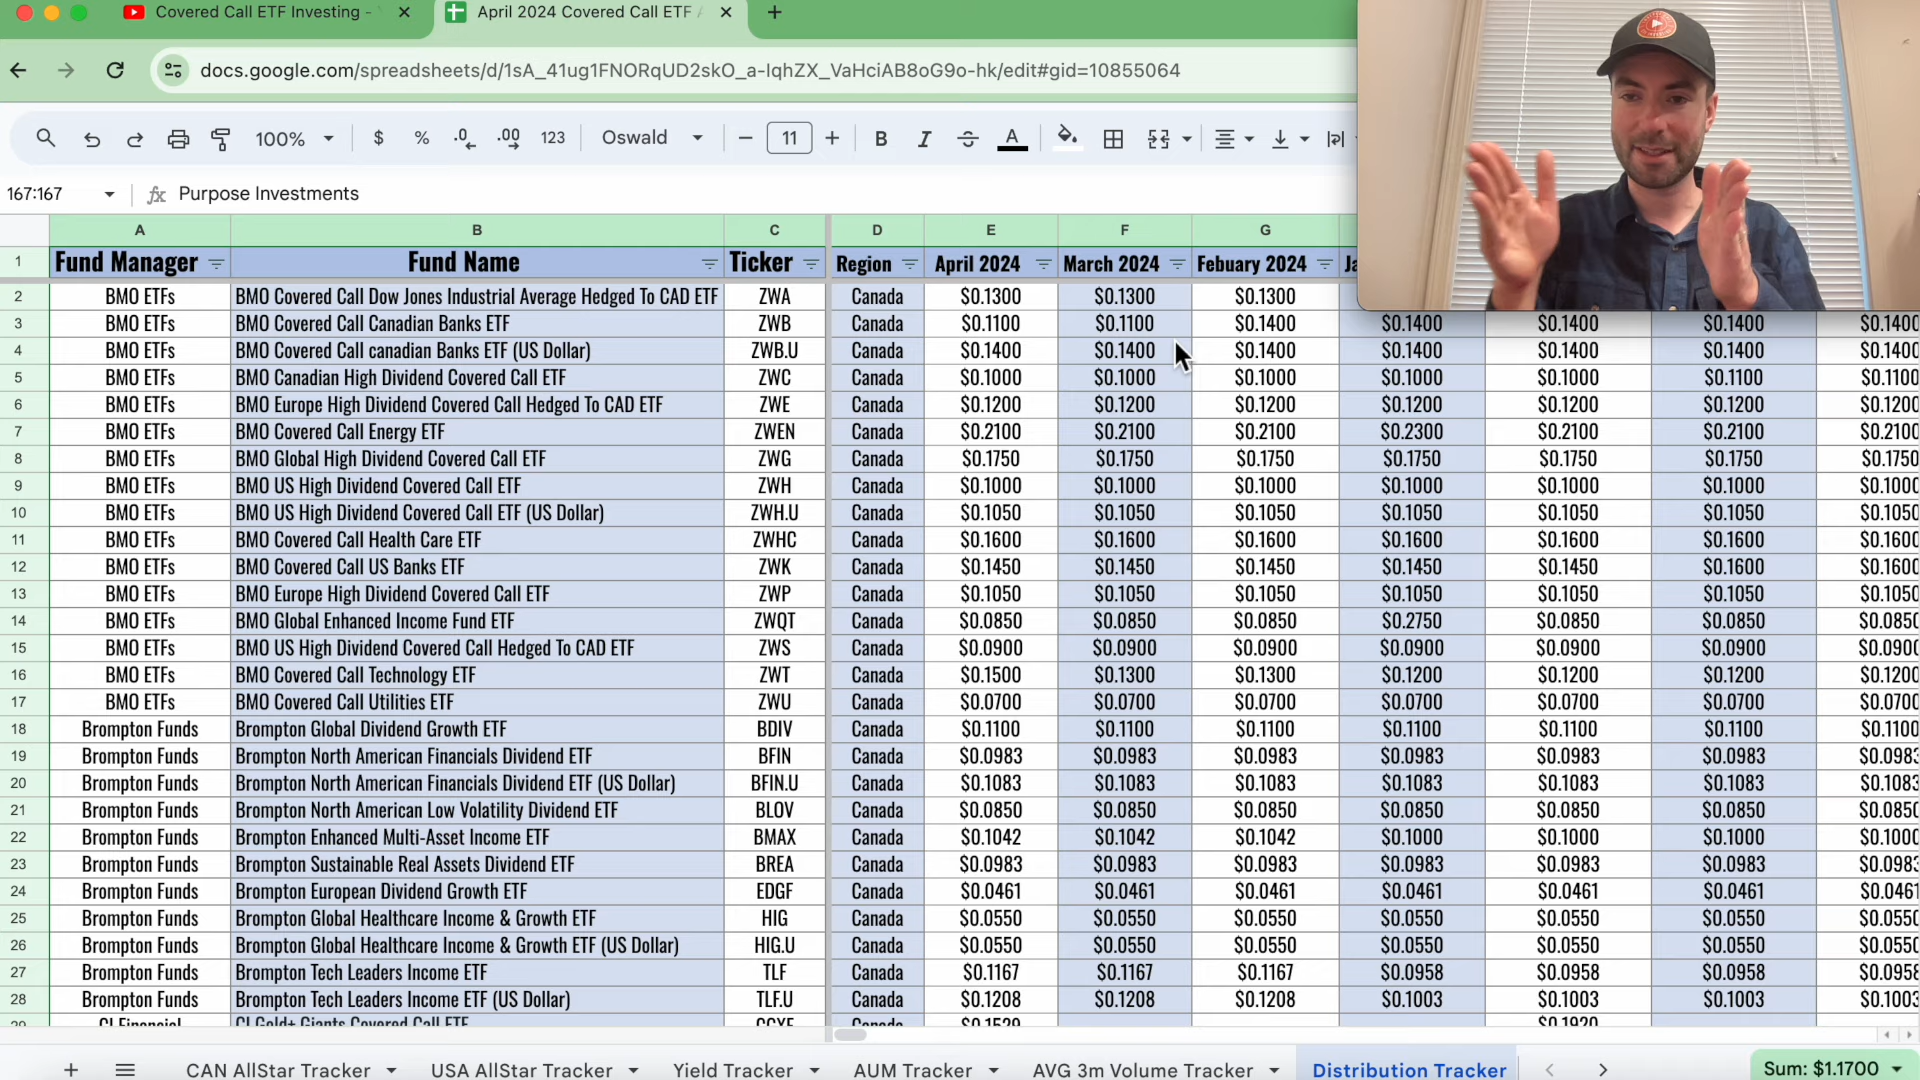 Covered Call ETF Investing -
April 2024 Covered Call ETF
docs.google.com/spreadsheets/d/1sA_41ug1FNORqUD2skO_a-IqhZX_VaHciAB8oG9o-hk/edit#gid=10855064
100% $ % .0 .00 123 Oswald 11 B I A
167:167 fx Purpose Investments
A B C D E F G
1 Fund Manager Fund Name Ticker Region April 2024 March 2024 Febuary 2024
2 BMO ETFs BMO Covered Call Dow Jones Industrial Average Hedged To CAD ETF ZWA Canada $0.1300 $0.1300 $0.1300
3 BMO ETFs BMO Covered Call Canadian Banks ETF ZWB Canada $0.1100 $0.1100 $0.1400 $0.1400 $0.1400 $0.1400 $0.1400
4 BMO ETFs BMO Covered Call canadian Banks ETF (US Dollar) ZWB.U Canada $0.1400 $0.1400 $0.1400 $0.1400 $0.1400 $0.1400 $0.1400
5 BMO ETFs BMO Canadian High Dividend Covered Call ETF ZWC Canada $0.1000 $0.1000 $0.1000 $0.1000 $0.1000 $0.1100 $0.1100
6 BMO ETFs BMO Europe High Dividend Covered Call Hedged To CAD ETF ZWE Canada $0.1200 $0.1200 $0.1200 $0.1200 $0.1200 $0.1200 $0.1200
7 BMO ETFs BMO Covered Call Energy ETF ZWEN Canada $0.2100 $0.2100 $0.2100 $0.2300 $0.2100 $0.2100 $0.2100
8 BMO ETFs BMO Global High Dividend Covered Call ETF ZWG Canada $0.1750 $0.1750 $0.1750 $0.1750 $0.1750 $0.1750 $0.1750
9 BMO ETFs BMO US High Dividend Covered Call ETF ZWH Canada $0.1000 $0.1000 $0.1000 $0.1000 $0.1000 $0.1000 $0.1000
10 BMO ETFs BMO US High Dividend Covered Call ETF (US Dollar) ZWH.U Canada $0.1050 $0.1050 $0.1050 $0.1050 $0.1050 $0.1050 $0.1050
11 BMO ETFs BMO Covered Call Health Care ETF ZWHC Canada $0.1600 $0.1600 $0.1600 $0.1600 $0.1600 $0.1600 $0.1600
12 BMO ETFs BMO Covered Call US Banks ETF ZWK Canada $0.1450 $0.1450 $0.1450 $0.1450 $0.1450 $0.1600 $0.1600
13 BMO ETFs BMO Europe High Dividend Covered Call ETF ZWP Canada $0.1050 $0.1050 $0.1050 $0.1050 $0.1050 $0.1050 $0.1050
14 BMO ETFs BMO Global Enhanced Income Fund ETF ZWQT Canada $0.0850 $0.0850 $0.0850 $0.2750 $0.0850 $0.0850 $0.0850
15 BMO ETFs BMO US High Dividend Covered Call Hedged To CAD ETF ZWS Canada $0.0900 $0.0900 $0.0900 $0.0900 $0.0900 $0.0900 $0.0900
16 BMO ETFs BMO Covered Call Technology ETF ZWT Canada $0.1500 $0.1300 $0.1300 $0.1200 $0.1200 $0.1200 $0.1200
17 BMO ETFs BMO Covered Call Utilities ETF ZWU Canada $0.0700 $0.0700 $0.0700 $0.0700 $0.0700 $0.0700 $0.0700
18 Brompton Funds Brompton Global Dividend Growth ETF BDIV Canada $0.1100 $0.1100 $0.1100 $0.1100 $0.1100 $0.1100 $0.1100
19 Brompton Funds Brompton North American Financials Dividend ETF BFIN Canada $0.0983 $0.0983 $0.0983 $0.0983 $0.0983 $0.0983 $0.0983
20 Brompton Funds Brompton North American Financials Dividend ETF (US Dollar) BFIN.U Canada $0.1083 $0.1083 $0.1083 $0.1083 $0.1083 $0.1083 $0.1083
21 Brompton Funds Brompton North American Low Volatility Dividend ETF BLOV Canada $0.0850 $0.0850 $0.0850 $0.0850 $0.0850 $0.0850 $0.0850
22 Brompton Funds Brompton Enhanced Multi-Asset Income ETF BMAX Canada $0.1042 $0.1042 $0.1042 $0.1000 $0.1000 $0.1000 $0.1000
23 Brompton Funds Brompton Sustainable Real Assets Dividend ETF BREA Canada $0.0983 $0.0983 $0.0983 $0.0983 $0.0983 $0.0983 $0.0983
24 Brompton Funds Brompton European Dividend Growth ETF EDGF Canada $0.0461 $0.0461 $0.0461 $0.0461 $0.0461 $0.0461 $0.0461
25 Brompton Funds Brompton Global Healthcare Income & Growth ETF HIG Canada $0.0550 $0.0550 $0.0550 $0.0550 $0.0550 $0.0550 $0.0550
26 Brompton Funds Brompton Global Healthcare Income & Growth ETF (US Dollar) HIG.U Canada $0.0550 $0.0550 $0.0550 $0.0550 $0.0550 $0.0550 $0.0550
27 Brompton Funds Brompton Tech Leaders Income ETF TLF Canada $0.1167 $0.1167 $0.1167 $0.0958 $0.0958 $0.0958 $0.0958
28 Brompton Funds Brompton Tech Leaders Income ETF (US Dollar) TLF.U Canada $0.1208 $0.1208 $0.1208 $0.1003 $0.1003 $0.1003 $0.1003
29 CI Financial CI Gold+ Giants Covered Call ETF CGXF Canada $0.1529 $0.1920
CAN AllStar Tracker USA AllStar Tracker Yield Tracker AUM Tracker AVG 3m Volume Tracker Distribution Tracker Sum: $1.1700